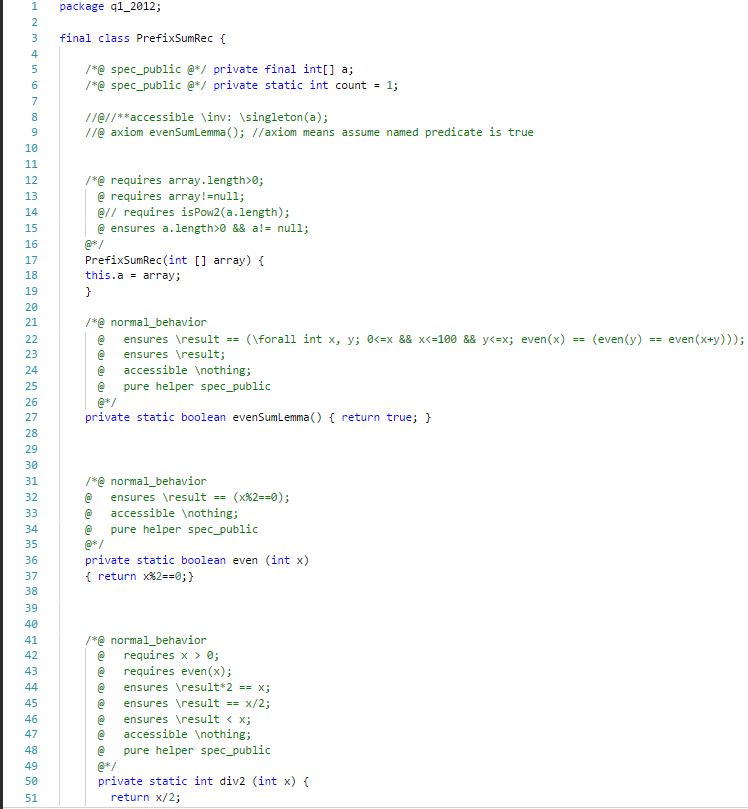 1 package q1_2012;
2
3 final class PrefixSumRec {
4
5 /*@ spec_public @*/ private final int[] a;
6 /*@ spec_public @*/ private static int count = 1;
7
8 //@//**accessible \inv: \singleton(a);
9 //@ axiom evenSumLemma(); //axiom means assume named predicate is true
10
11
12 /*@ requires array.length>0;
13 @ requires array!=null;
14 @// requires isPow2(a.length);
15 @ ensures a.length>0 && a!= null;
16 @*/
17 PrefixSumRec(int [] array) {
18 this.a = array;
19 }
20
21 /*@ normal_behavior
22 @ ensures \result == (\forall int x, y; 0<=x && x<=100 && y<=x; even(x) == (even(y) == even(x+y)));
23 @ ensures \result;
24 @ accessible \nothing;
25 @ pure helper spec_public
26 @*/
27 private static boolean evenSumLemma() { return true; }
28
29
30
31 /*@ normal_behavior
32 @ ensures \result == (x%2==0);
33 @ accessible \nothing;
34 @ pure helper spec_public
35 @*/
36 private static boolean even (int x)
37 { return x%2==0;}
38
39
40
41 /*@ normal_behavior
42 @ requires x > 0;
43 @ requires even(x);
44 @ ensures \result*2 == x;
45 @ ensures \result == x/2;
46 @ ensures \result < x;
47 @ accessible \nothing;
48 @ pure helper spec_public
49 @*/
50 private static int div2 (int x) {
51 return x/2;